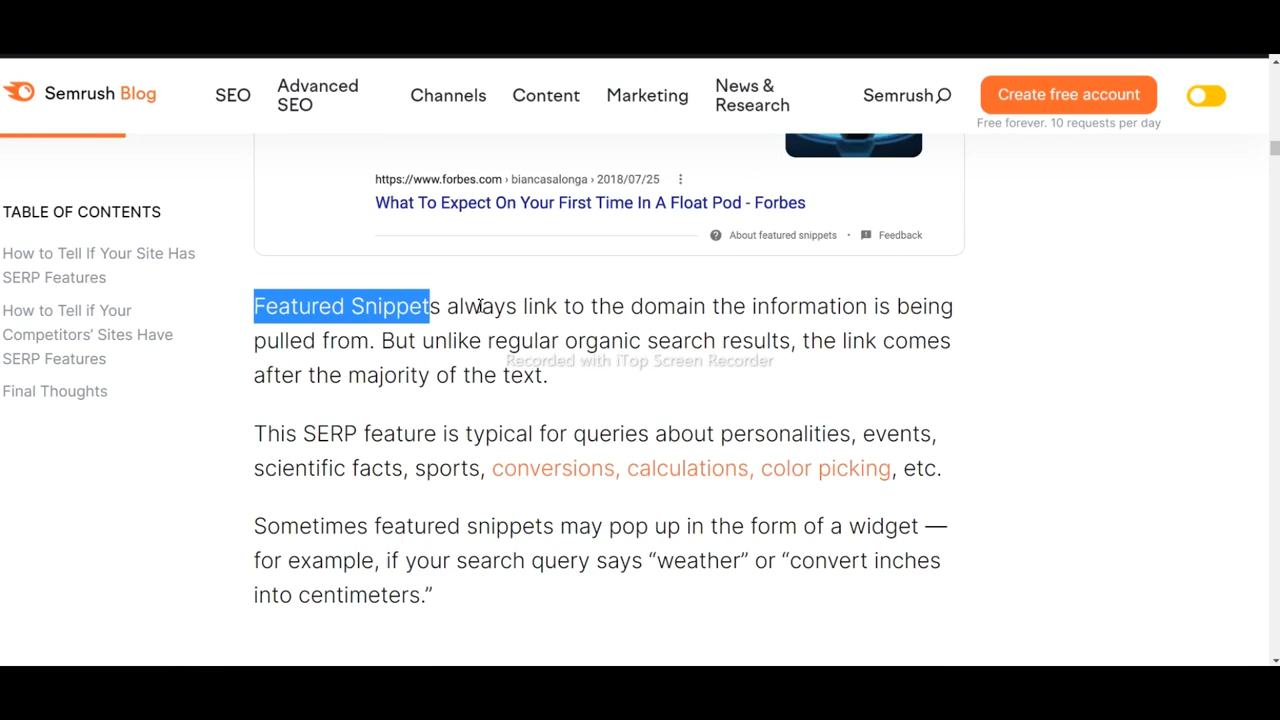 Semrush Blog
SEO
Advanced
SEO
Channels
Content
Marketing
News &
Research
Semrush
Create free account
Free forever. 10 requests per day
TABLE OF CONTENTS
How to Tell If Your Site Has
SERP Features
How to Tell if Your
Competitors’ Sites Have
SERP Features
Final Thoughts
https://www.forbes.com › biancasalonga › 2018/07/25
What To Expect On Your First Time In A Float Pod - Forbes
About featured snippets • Feedback
Featured Snippets always link to the domain the information is being
pulled from. But unlike regular organic search results, the link comes
Recorded with iTop Screen Recorder
after the majority of the text.
This SERP feature is typical for queries about personalities, events,
scientific facts, sports, conversions, calculations, color picking, etc.
Sometimes featured snippets may pop up in the form of a widget —
for example, if your search query says “weather” or “convert inches
into centimeters.”